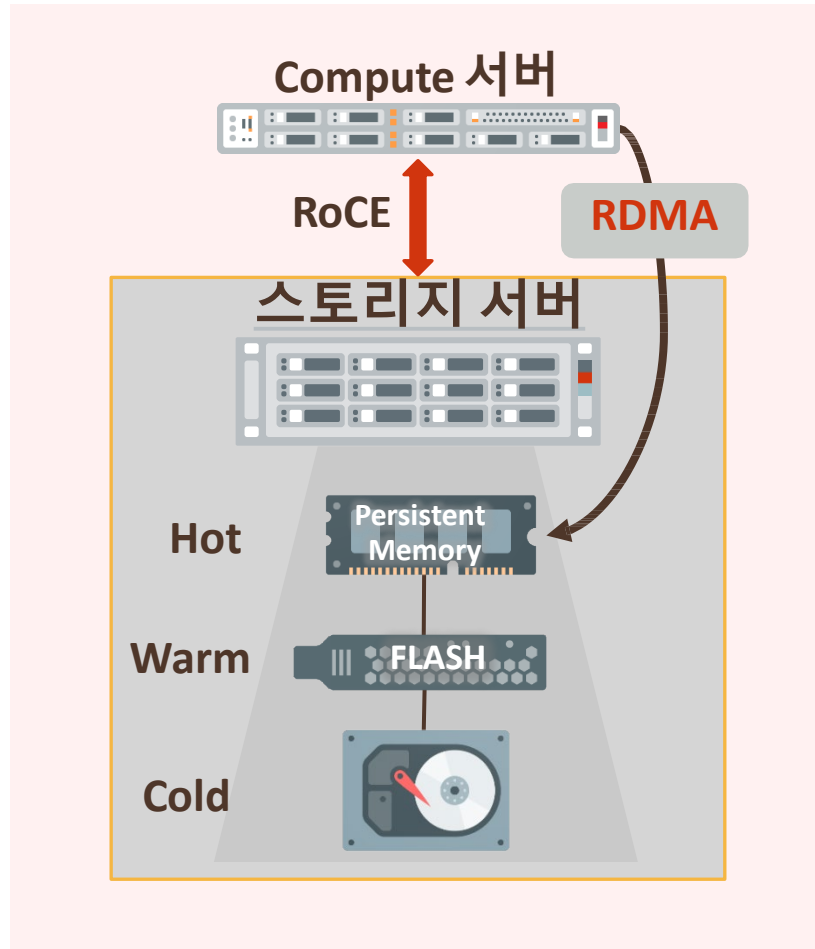 Compute 서버
RoCE
RDMA
스토리지 서버
Hot
Persistent
Memory
Warm
FLASH
Cold